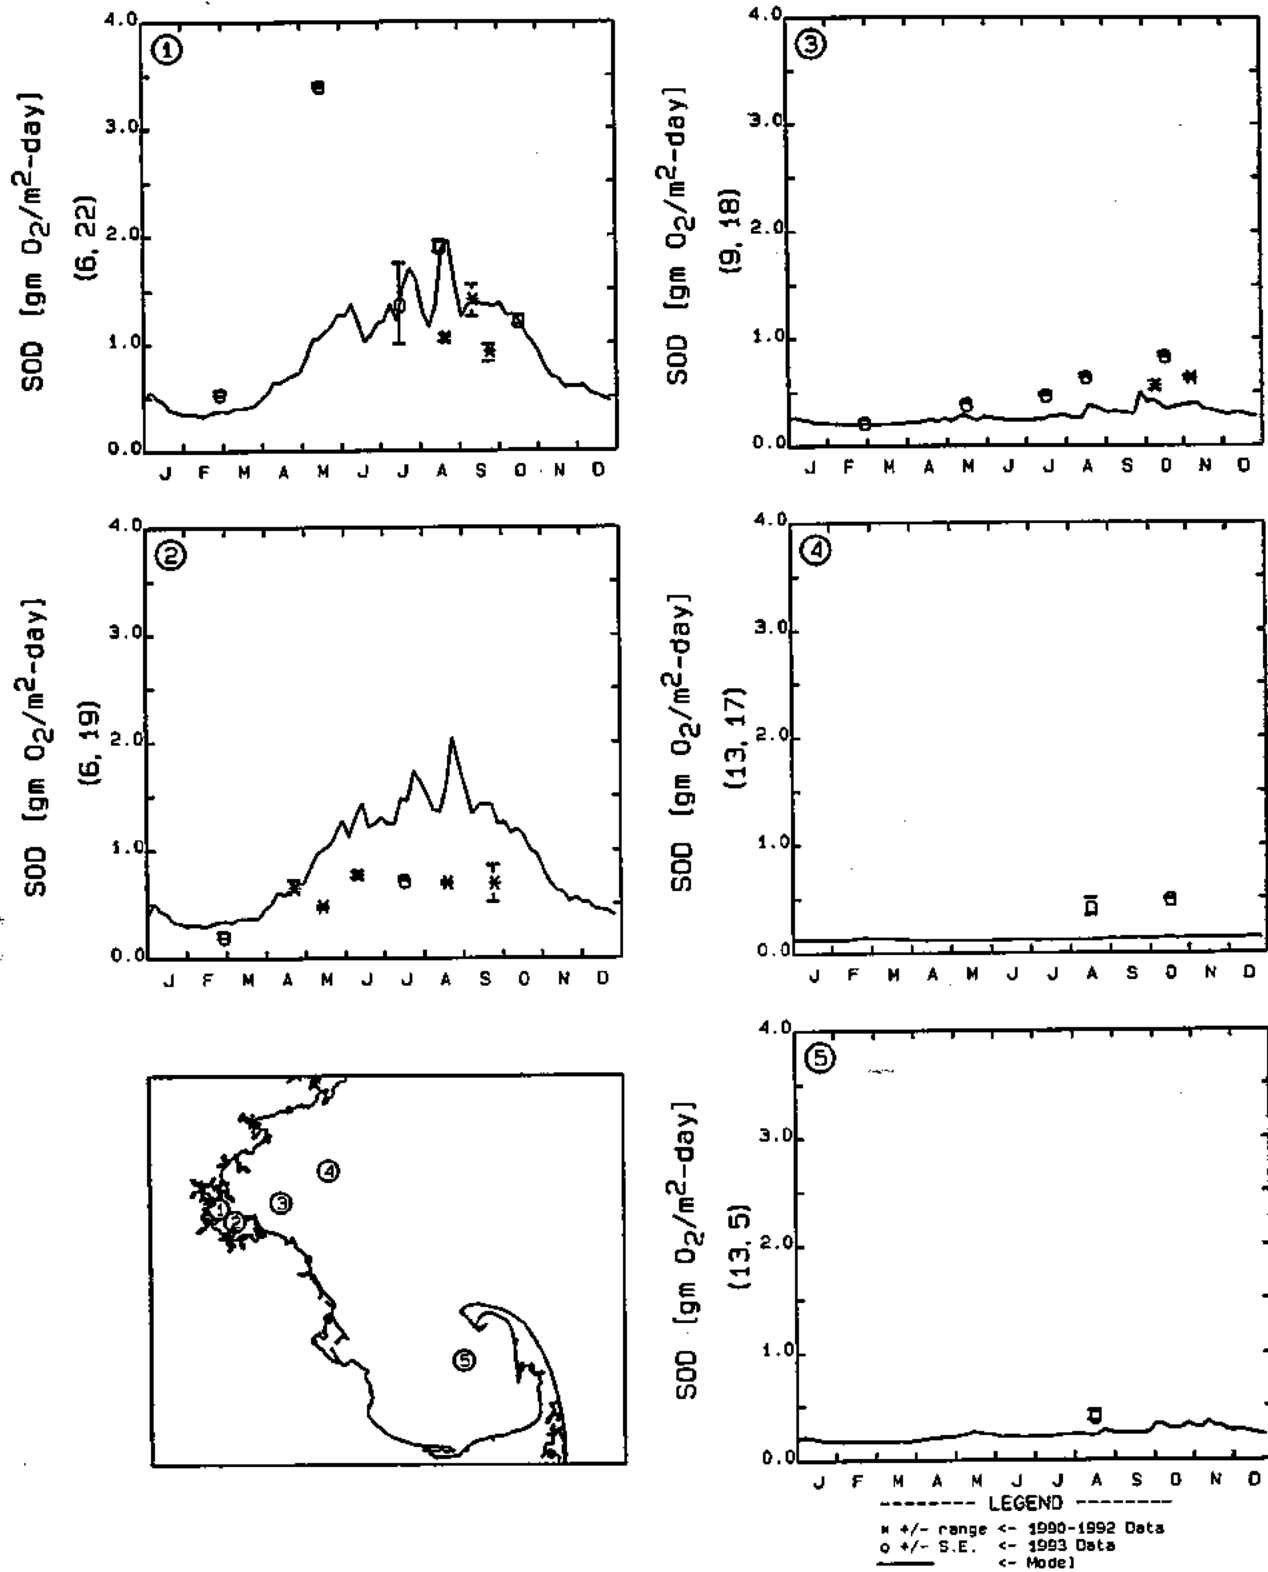 ①
SOD [gm O2/m2-day]
(6, 22)
4.0
3.0
2.0
1.0
0.0
J F M A M J J A S O N D
③
SOD [gm O2/m2-day]
(9, 18)
4.0
3.0
2.0
1.0
0.0
J F M A M J J A S O N D
②
SOD [gm O2/m2-day]
(6, 19)
4.0
3.0
2.0
1.0
0.0
J F M A M J J A S O N D
④
SOD [gm O2/m2-day]
(13, 17)
4.0
3.0
2.0
1.0
0.0
J F M A M J J A S O N D
① ② ③ ④ ⑤
⑤
SOD [gm O2/m2-day]
(13, 5)
4.0
3.0
2.0
1.0
0.0
J F M A M J J A S O N D
--------- LEGEND ---------
* +/- range <- 1990-1992 Data
o +/- S.E. <- 1993 Data
<- Model